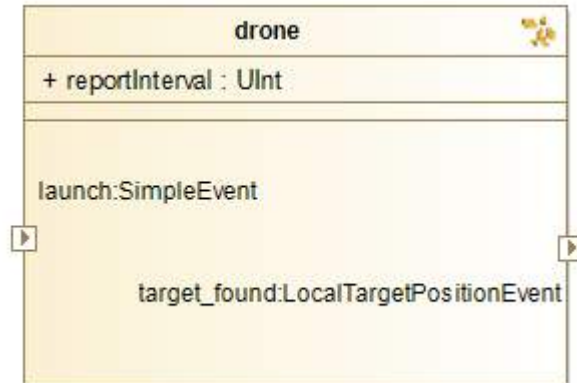 drone
+ reportInterval : UInt
launch:SimpleEvent
target_found:LocalTargetPositionEvent